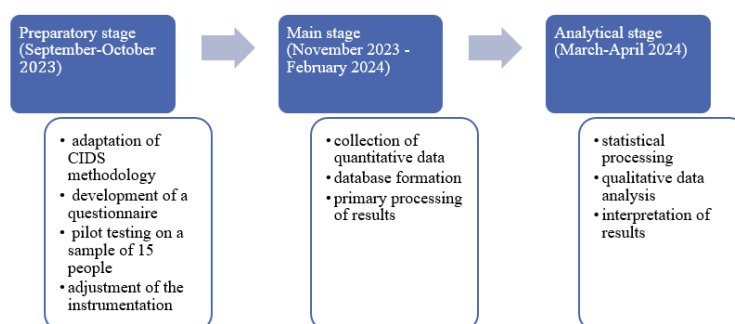 Preparatory stage
(September-October
2023)
• adaptation of
CIDS
methodology
• development of a
questionnaire
• pilot testing on a
sample of 15
people
• adjustment of the
instrumentation
Main stage
(November 2023 -
February 2024)
• collection of
quantitative data
• database formation
• primary processing
of results
Analytical stage
(March-April 2024)
• statistical
processing
• qualitative data
analysis
• interpretation of
results